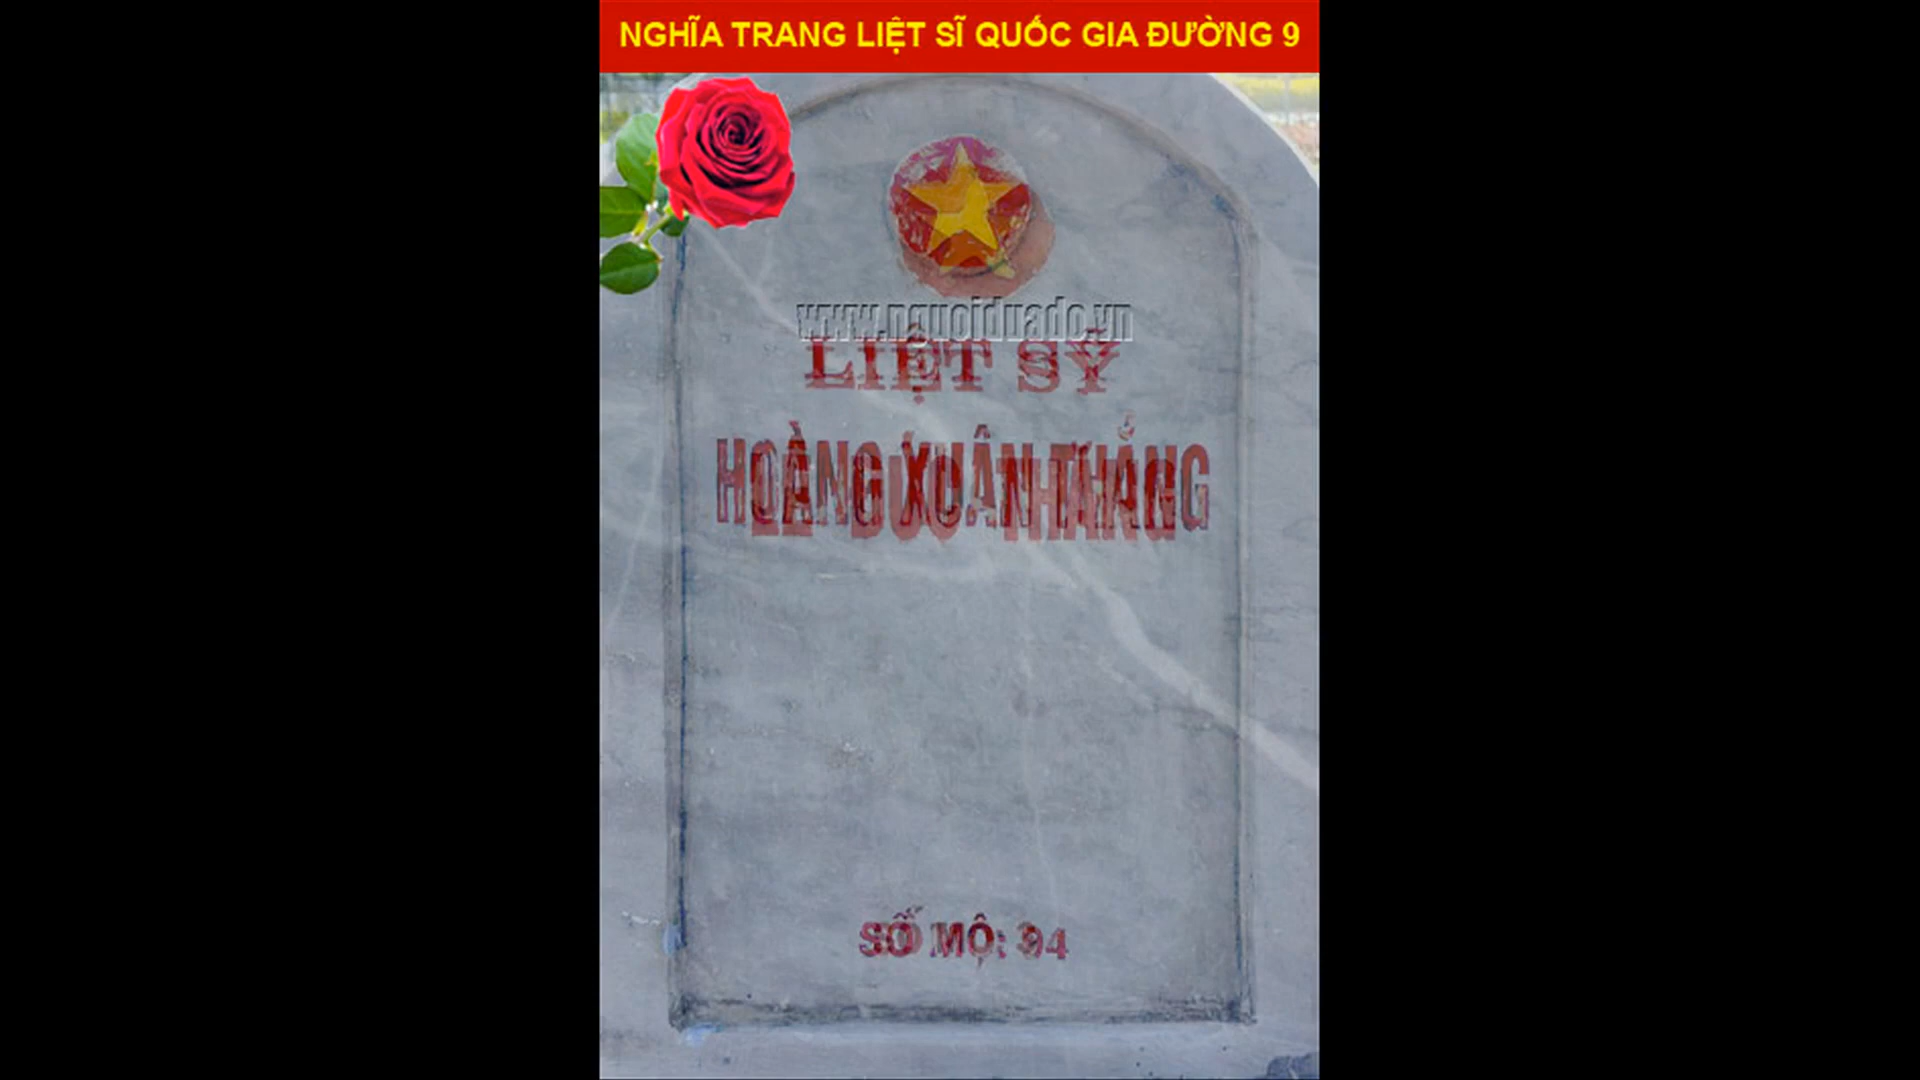 NGHĨA TRANG LIỆT SĨ QUỐC GIA ĐƯỜNG 9
www.nguoiduado.vn
LIỆT SỸ
HOÀNG XUÂN THẮNG
SỐ MỘ: 94